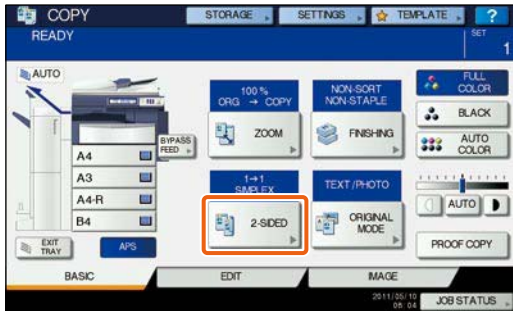 COPY
STORAGE
SETTINGS
TEMPLATE
?
READY
SET
1
AUTO
100 %
ORG → COPY
NON-SORT
NON-STAPLE
FULL
COLOR
ZOOM
FINISHING
BLACK
BYPASS
FEED
AUTO
COLOR
A4
A3
A4-R
B4
1→1
SIMPLEX
TEXT/PHOTO
2-SIDED
ORIGINAL
MODE
AUTO
EXIT
TRAY
APS
PROOF COPY
BASIC
EDIT
IMAGE
2011/05/10
06:04
JOB STATUS